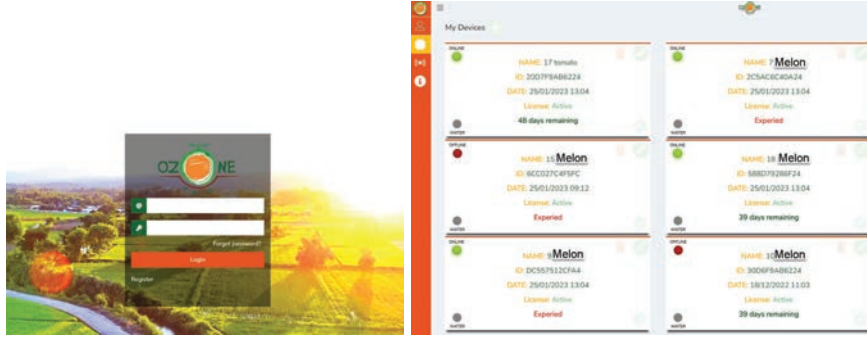 OZ NE
Forgot password?
Login
Register
My Devices
ONLINE
NAME: 17 tomato
ID: 20D7F9AB6224
DATE: 25/01/2023 13:04
License: Active
48 days remaining
WATER
ONLINE
NAME: 7 Melon
ID: 2C5AC6C40A24
DATE: 25/01/2023 13:04
License: Active
Experied
WATER
OFFLINE
NAME: 15 Melon
ID: 6CC027C4F5FC
DATE: 25/01/2023 09:12
License: Active
Experied
WATER
ONLINE
NAME: 18 Melon
ID: 588D79286F24
DATE: 25/01/2023 13:04
License: Active
39 days remaining
WATER
ONLINE
NAME: 9 Melon
ID: DC557512CFA4
DATE: 25/01/2023 13:04
License: Active
Experied
WATER
OFFLINE
NAME: 10 Melon
ID: 30D6F9AB6224
DATE: 18/12/2022 11:03
License: Active
39 days remaining
WATER